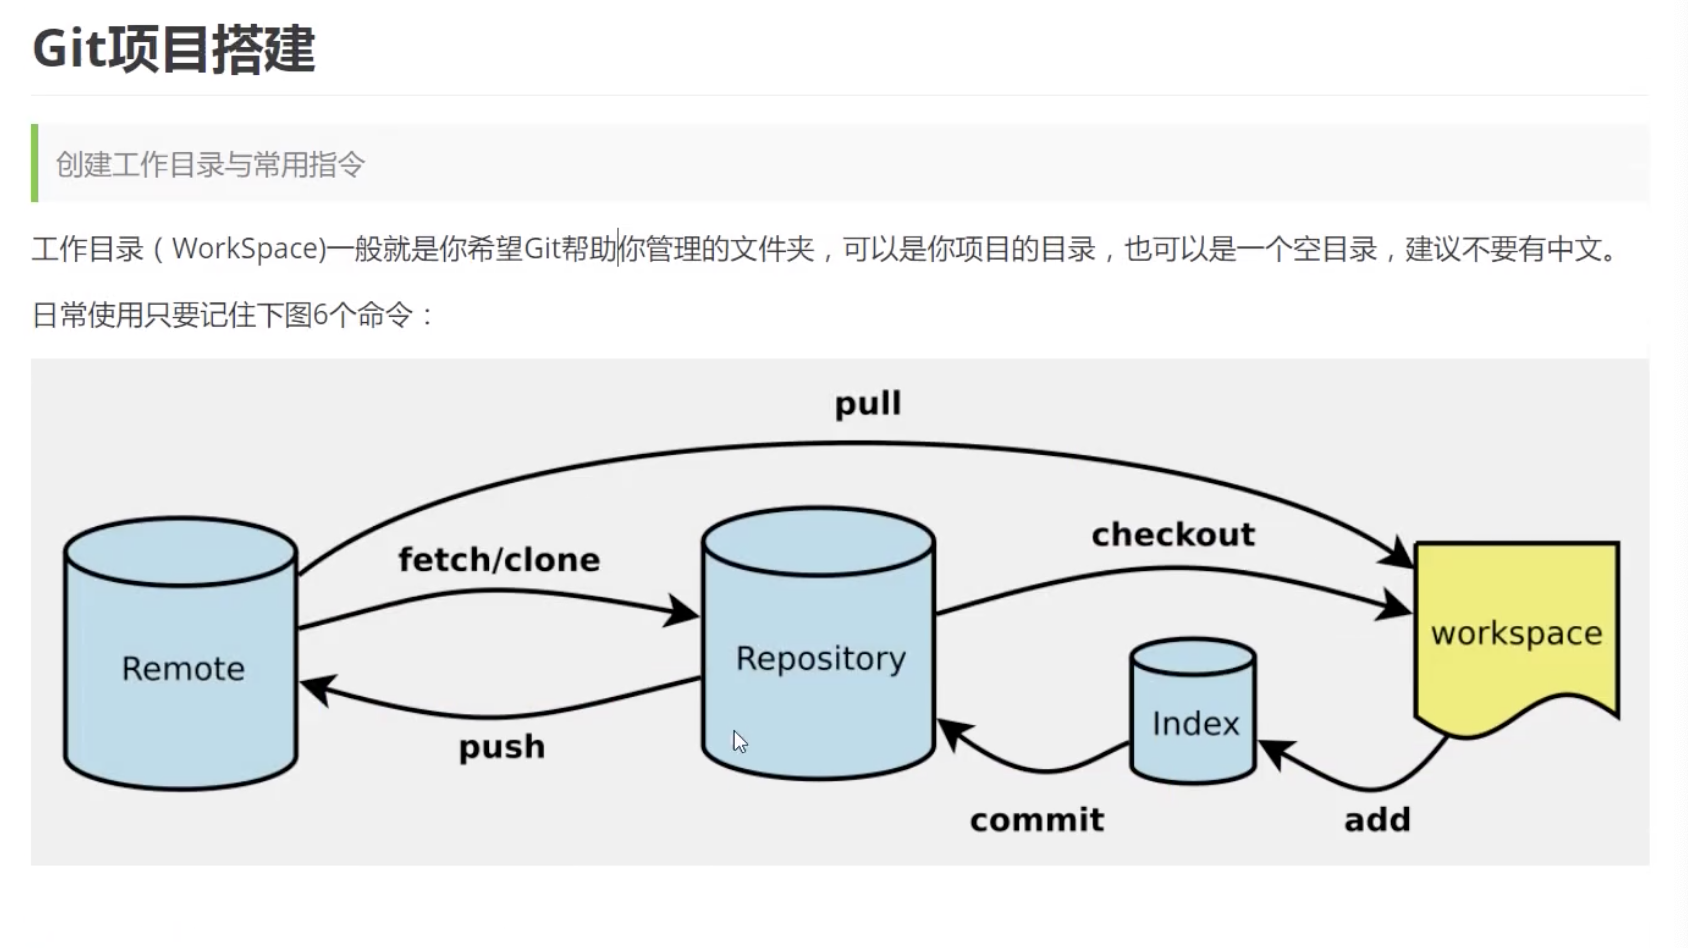 Git项目搭建
创建工作目录与常用指令
工作目录（WorkSpace)一般就是你希望Git帮助你管理的文件夹，可以是你项目的目录，也可以是一个空目录，建议不要有中文。
日常使用只要记住下图6个命令：
pull
fetch/clone
checkout
Remote
Repository
workspace
Index
push
commit
add